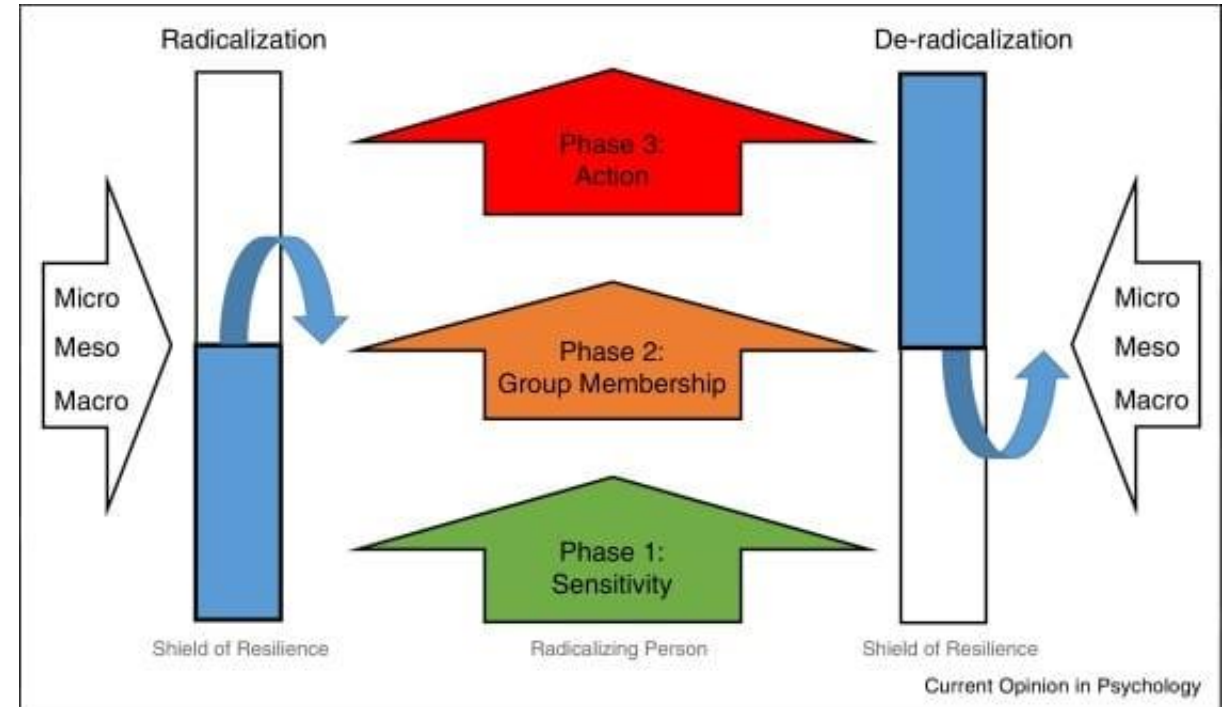 Radicalization
De-radicalization
Phase 3:
Action
Micro
Meso
Macro
Phase 2:
Group Membership
Micro
Meso
Macro
Phase 1:
Sensitivity
Shield of Resilience
Radicalizing Person
Shield of Resilience
Current Opinion in Psychology